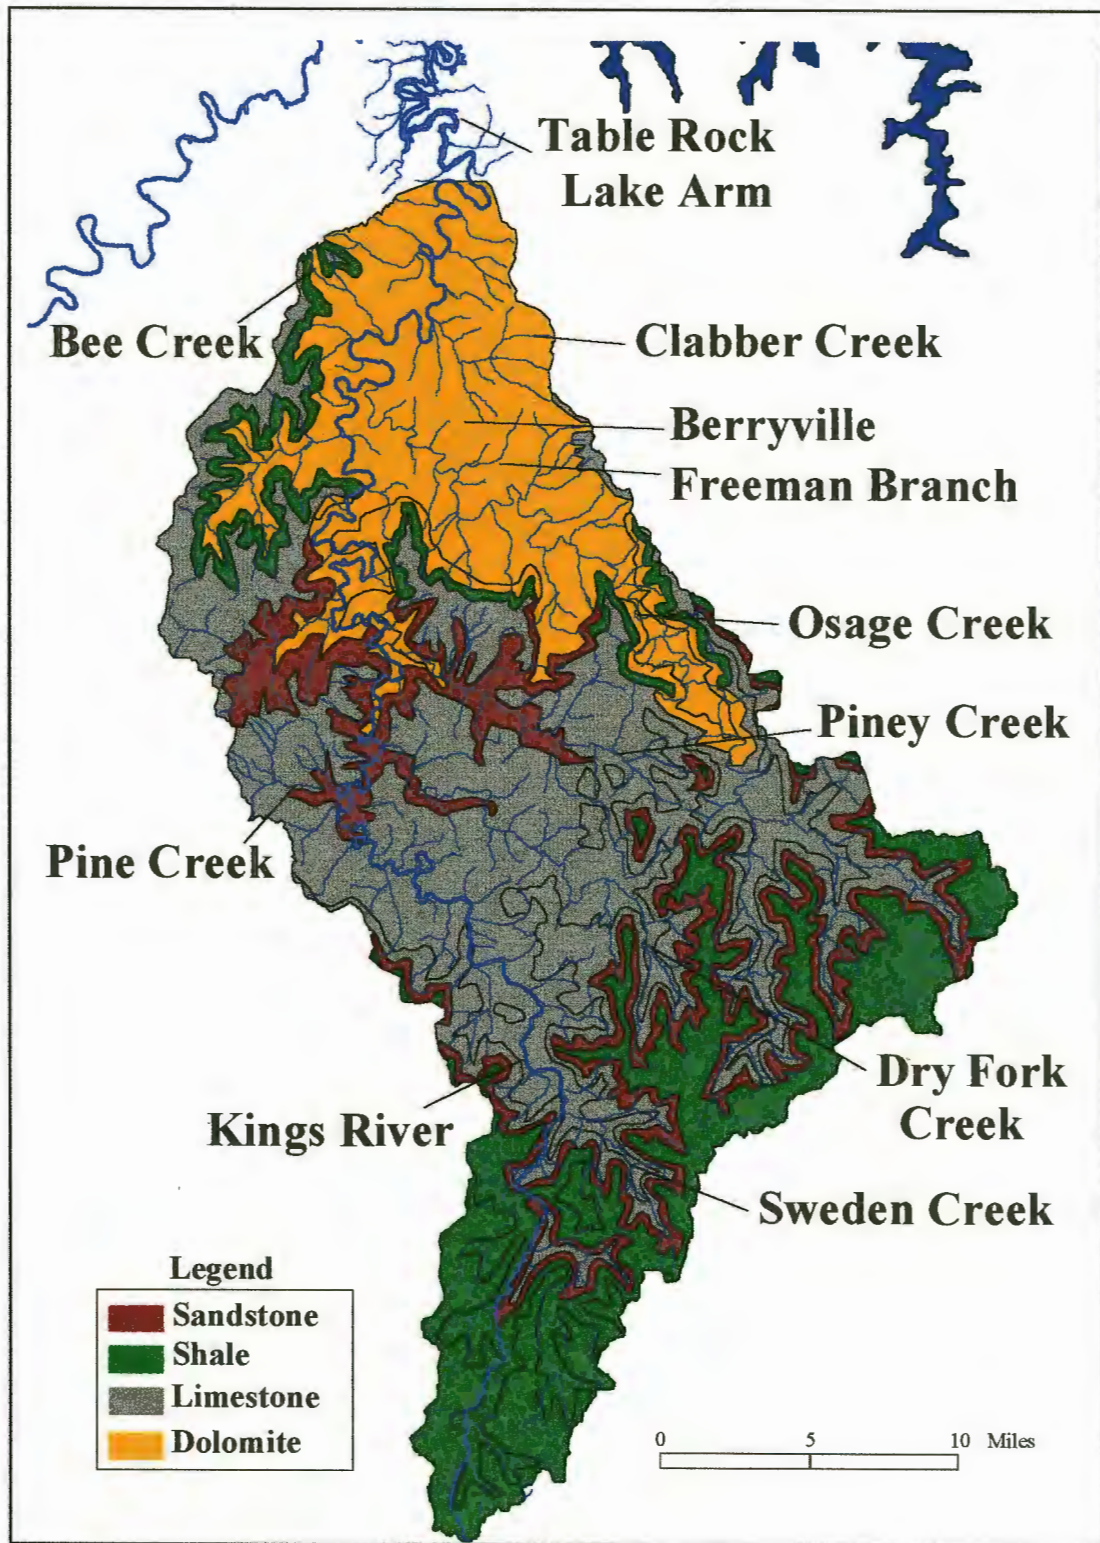 Table Rock
Lake Arm
Bee Creek
Clabber Creek
Berryville
Freeman Branch
Osage Creek
Piney Creek
Pine Creek
Dry Fork
Creek
Kings River
Sweden Creek
Legend
Sandstone
Shale
Limestone
Dolomite
0 5 10 Miles